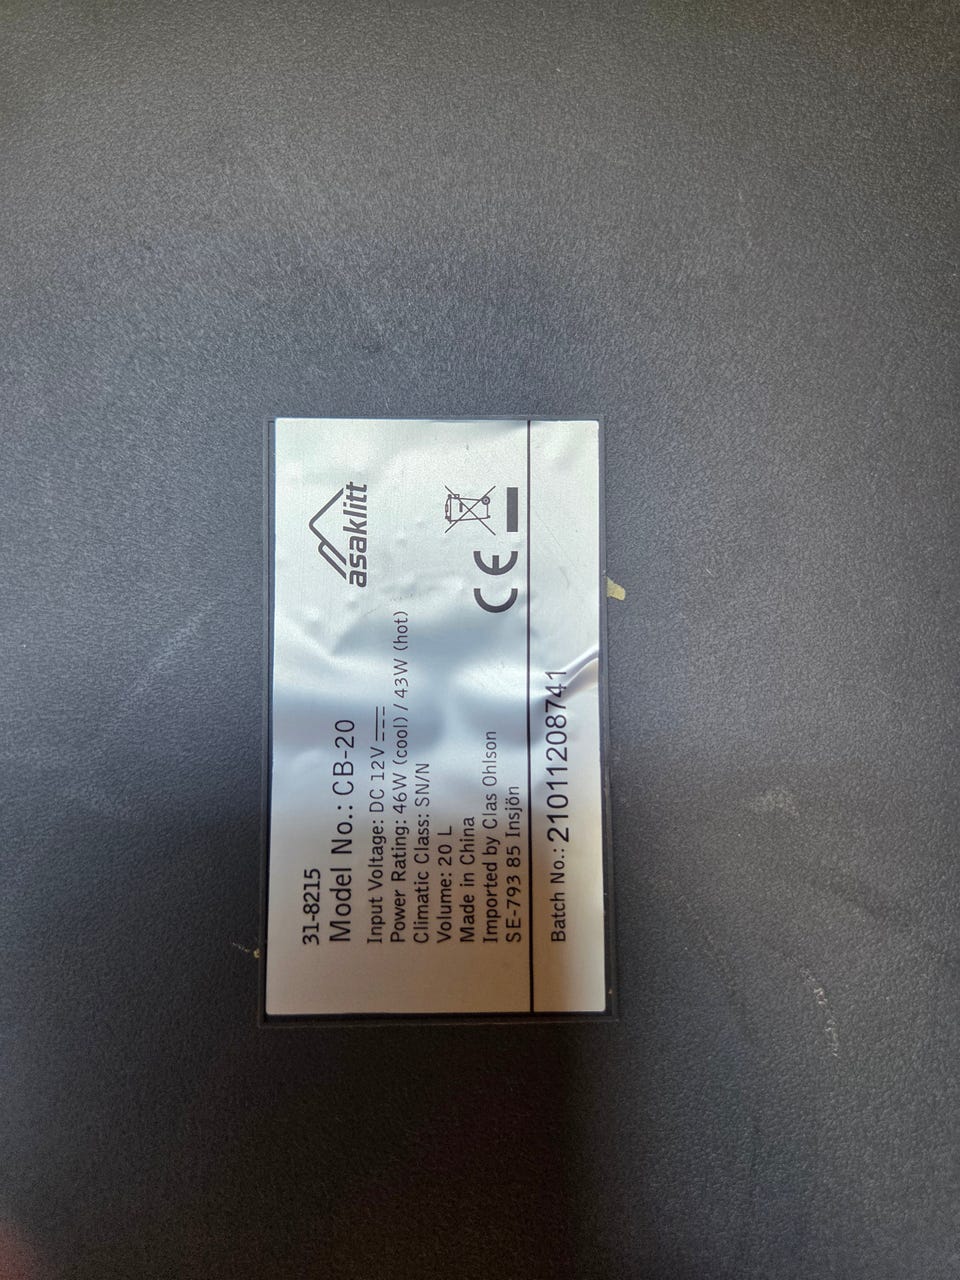 asaklitt
31-8215
Model No.: CB-20
Input Voltage: DC 12V
Power Rating: 46W (cool) / 43W (hot)
Climatic Class: SN/N
Volume: 20 L
Made in China
Imported by Clas Ohlson
SE-793 85 Insjön
CE
Batch No.: 21011208741